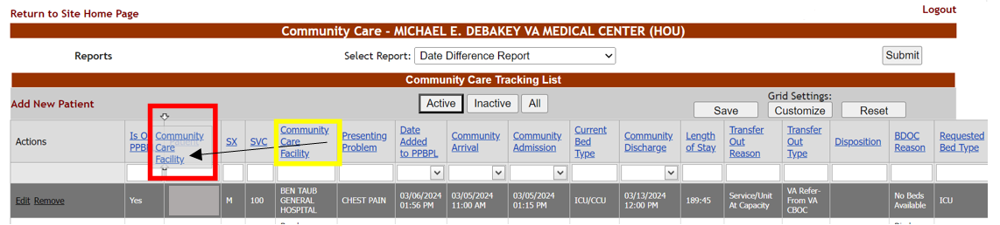 Return to Site Home Page
Logout
Community Care - MICHAEL E. DEBAKEY VA MEDICAL CENTER (HOU)
Reports
Select Report: Date Difference Report
Submit
Community Care Tracking List
Add New Patient
Active Inactive All
Grid Settings:
Save Customize Reset
Actions
Community
Care
Facility
SX
SVC
Community
Care
Facility
Presenting
Problem
Date
Added
to PPBPL
Community
Arrival
Community
Admission
Current
Bed
Type
Community
Discharge
Length
of Stay
Transfer
Out
Reason
Transfer
Out
Type
Disposition
BDOC
Reason
Requested
Bed Type
Edit Remove
Yes
M
100
BEN TAUB
GENERAL
HOSPITAL
CHEST PAIN
03/06/2024
01:56 PM
03/05/2024
11:00 AM
03/05/2024
01:15 PM
ICU/CCU
03/13/2024
12:00 PM
189:45
Service/Unit
At Capacity
VA Refer-
From VA
CBOC
No Beds
Available
ICU